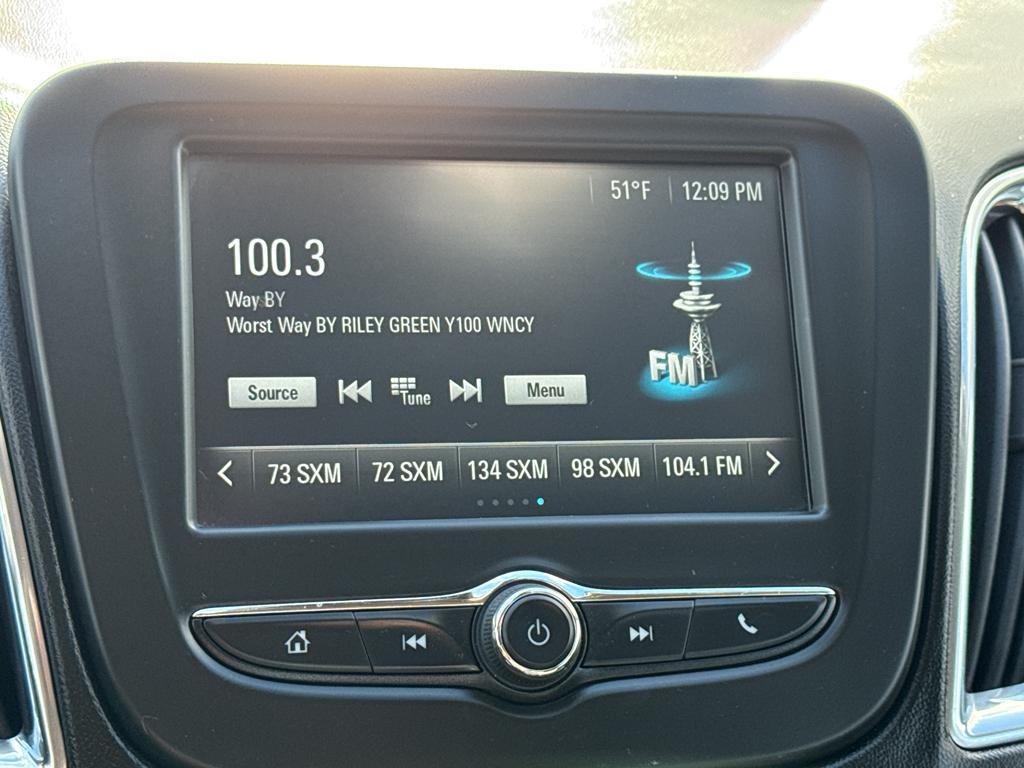 51°F 12:09 PM
100.3
Way BY
Worst Way BY RILEY GREEN Y100 WNCY
FM
Source Tune Menu
73 SXM 72 SXM 134 SXM 98 SXM 104.1 FM